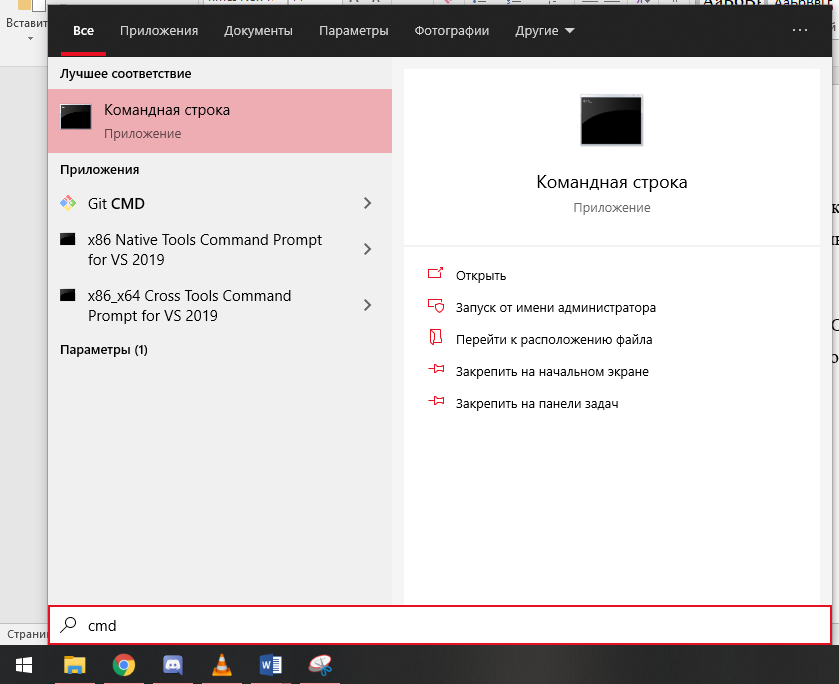 Все Приложения Документы Параметры Фотографии Другие ...
Лучшее соответствие
Командная строка
Приложение
Приложения
Git CMD
x86 Native Tools Command Prompt
for VS 2019
x86_x64 Cross Tools Command
Prompt for VS 2019
Параметры (1)
Командная строка
Приложение
Открыть
Запуск от имени администратора
Перейти к расположению файла
Закрепить на начальном экране
Закрепить на панели задач
cmd